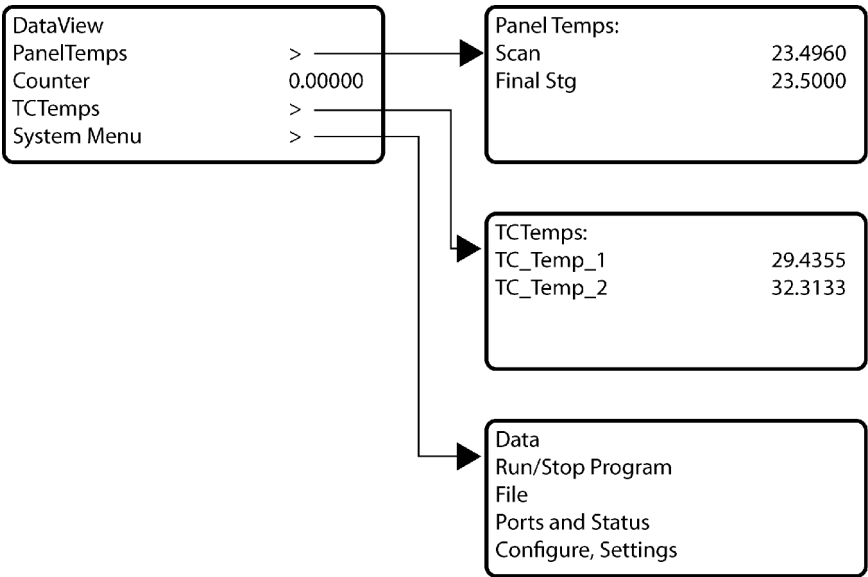 DataView
PanelTemps >
Counter 0.00000
TCTemps >
System Menu >
Panel Temps:
Scan 23.4960
Final Stg 23.5000
TCTemps:
TC_Temp_1 29.4355
TC_Temp_2 32.3133
Data
Run/Stop Program
File
Ports and Status
Configure, Settings